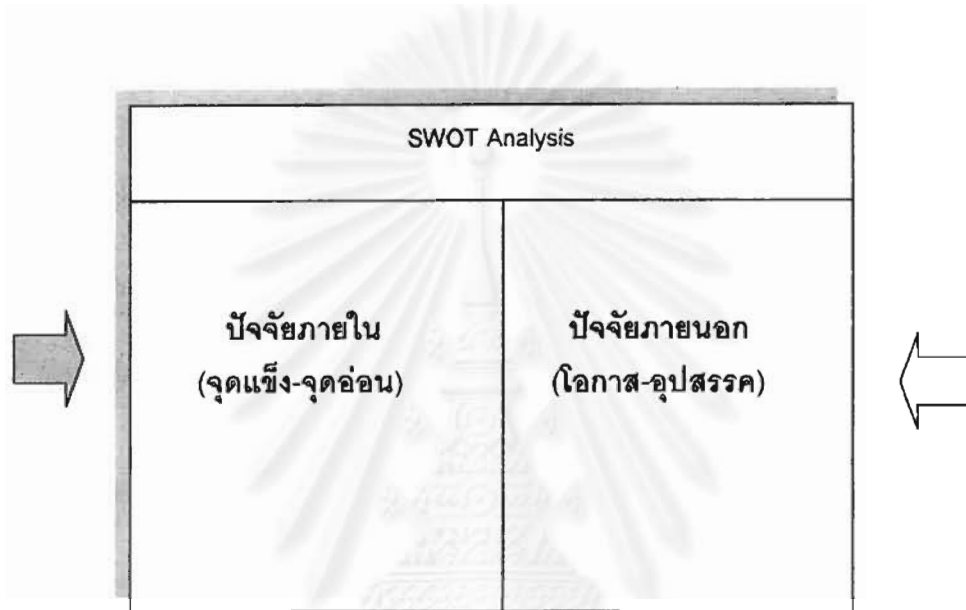 SWOT Analysis
ปัจจัยภายใน
(จุดแข็ง-จุดอ่อน)
ปัจจัยภายนอก
(โอกาส-อุปสรรค)